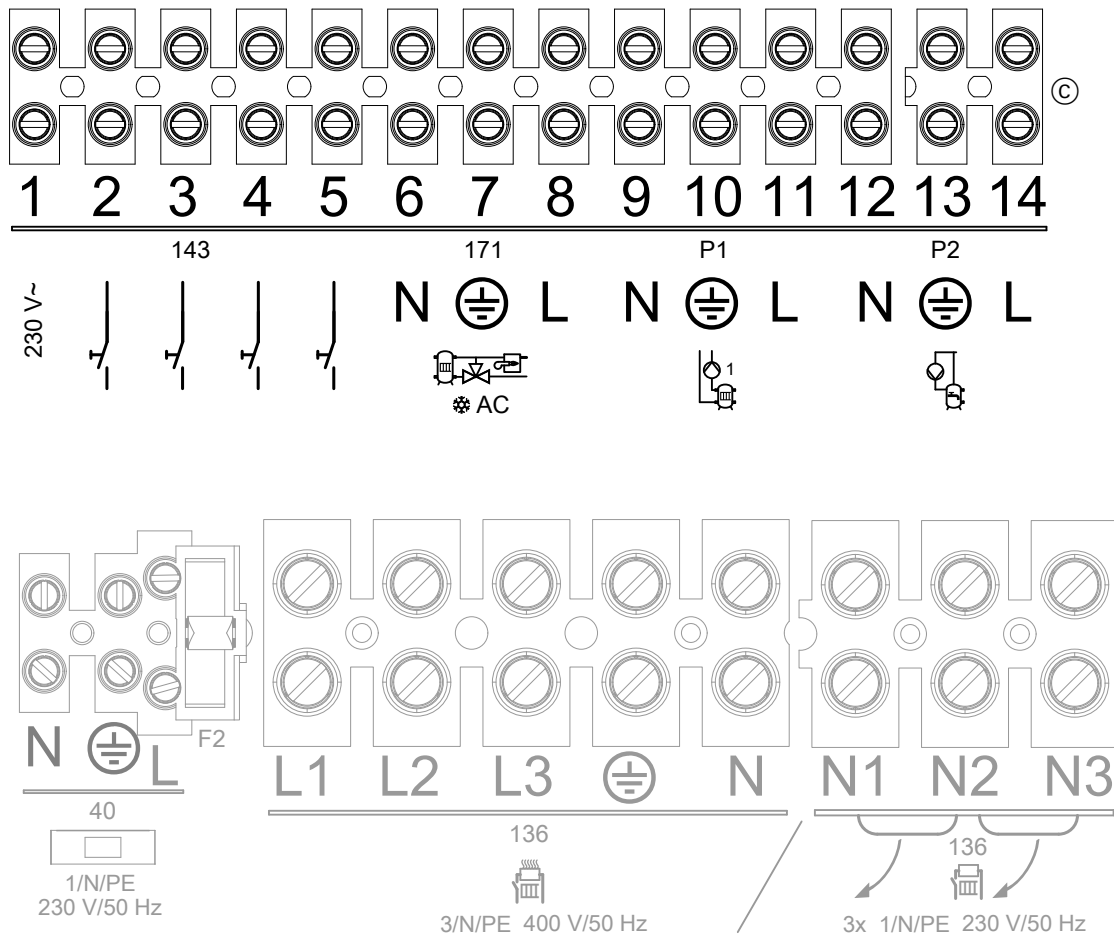 C
1 2 3 4 5 6 7 8 9 10 11 12 13 14
143 171 P1 P2
230 V~
N L N L N L
1
AC
F2
N L
L1 L2 L3 N N1 N2 N3
40
136
136
1/N/PE
230 V/50 Hz
3/N/PE 400 V/50 Hz
3x 1/N/PE 230 V/50 Hz